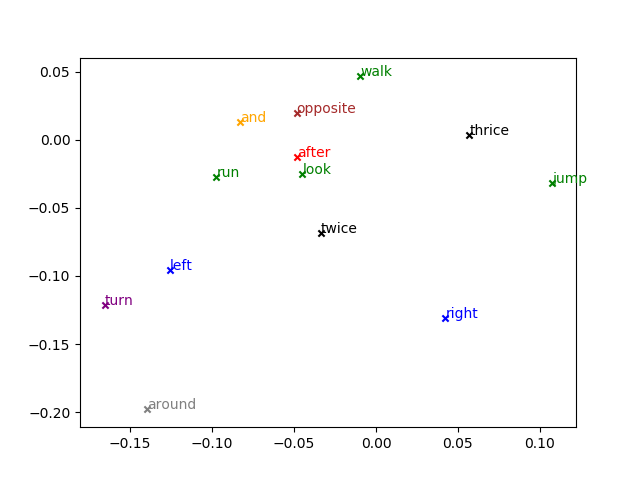 walk
0.05
opposite
and
thrice
0.00
after
look
run
jump
−0.05
twice
left
−0.10
turn
right
−0.15
around
−0.20
−0.15 −0.10 −0.05 0.00 0.05 0.10